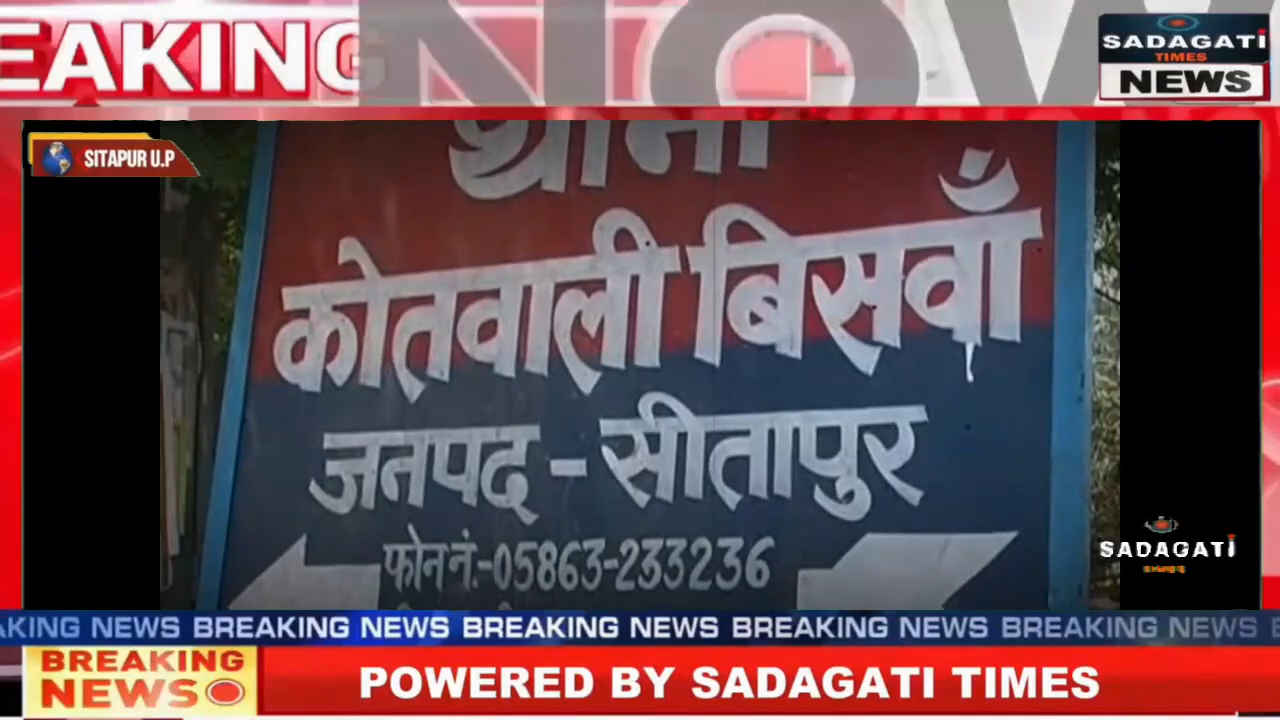 EAKING
NOW
SADAGATI
TIMES
NEWS
SITAPUR U.P
थाना
कोतवाली बिसवाँ
जनपद - सीतापुर
फोन नं.-05863-233236
SADAGATI
AKING NEWS BREAKING NEWS BREAKING NEWS BREAKING NEWS BREAKING NEWS
BREAKING
NEWS
POWERED BY SADAGATI TIMES